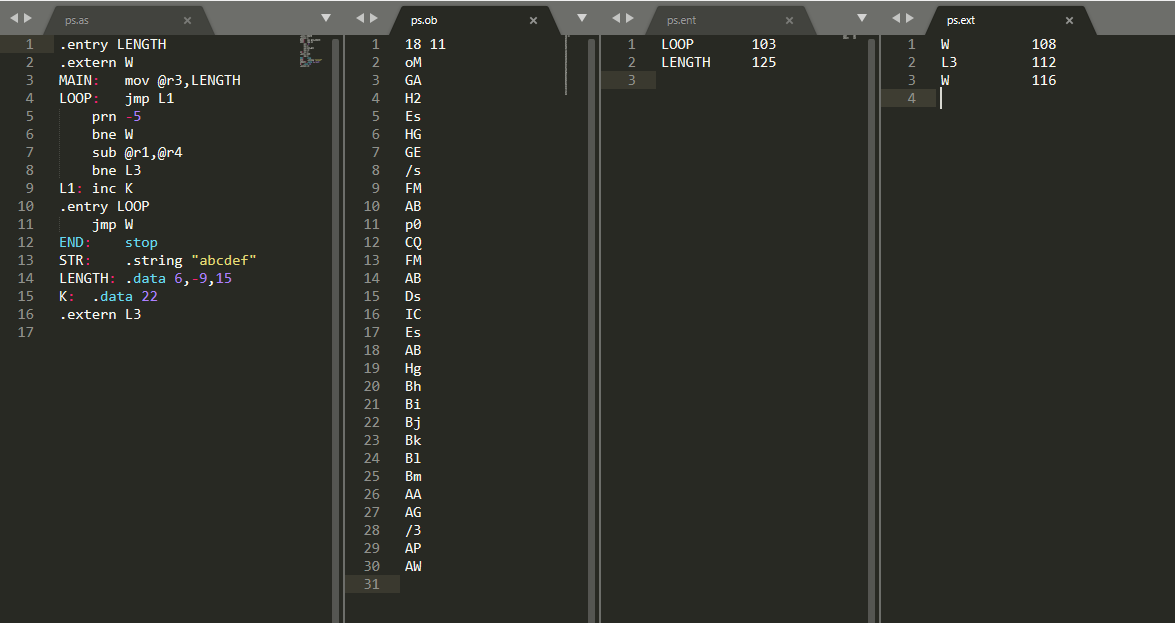 ps.as
1 .entry LENGTH
2 .extern W
3 MAIN: mov @r3,LENGTH
4 LOOP: jmp L1
5 prn -5
6 bne W
7 sub @r1,@r4
8 bne L3
9 L1: inc K
10 .entry LOOP
11 jmp W
12 END: stop
13 STR: .string "abcdef"
14 LENGTH: .data 6,-9,15
15 K: .data 22
16 .extern L3
17
ps.ob
1 18 11
2 oM
3 GA
4 H2
5 Es
6 HG
7 GE
8 /s
9 FM
10 AB
11 p0
12 CQ
13 FM
14 AB
15 Ds
16 IC
17 Es
18 AB
19 Hg
20 Bh
21 Bi
22 Bj
23 Bk
24 Bl
25 Bm
26 AA
27 AG
28 /3
29 AP
30 AW
31
ps.ent
1 LOOP 103
2 LENGTH 125
3
ps.ext
1 W 108
2 L3 112
3 W 116
4